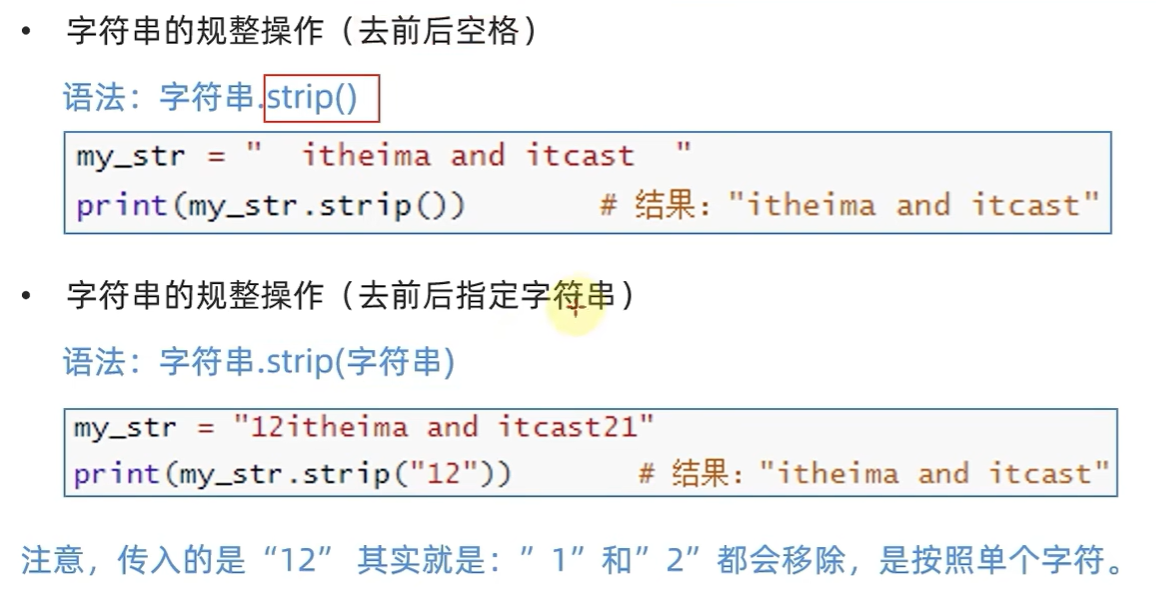 • 字符串的规整操作（去前后空格）
语法：字符串.strip()
my_str = "  itheima and itcast  "
print(my_str.strip())        # 结果："itheima and itcast"
• 字符串的规整操作（去前后指定字符串）
语法：字符串.strip(字符串)
my_str = "12itheima and itcast21"
print(my_str.strip("12"))        # 结果："itheima and itcast"
注意，传入的是“12” 其实就是：”1”和”2”都会移除，是按照单个字符。